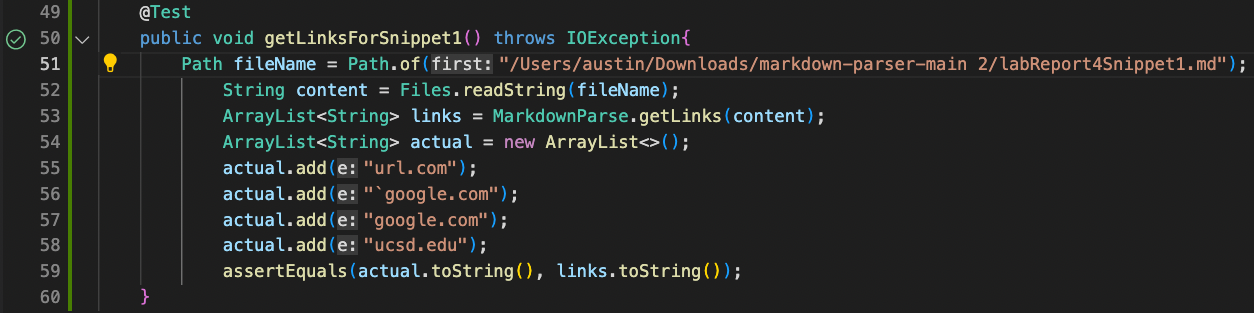 49 @Test
50 public void getLinksForSnippet1() throws IOException{
51 Path fileName = Path.of(first: "/Users/austin/Downloads/markdown-parser-main 2/labReport4Snippet1.md");
52 String content = Files.readString(fileName);
53 ArrayList<String> links = MarkdownParse.getLinks(content);
54 ArrayList<String> actual = new ArrayList<>();
55 actual.add(e: "url.com");
56 actual.add(e: "`google.com");
57 actual.add(e: "google.com");
58 actual.add(e: "ucsd.edu");
59 assertEquals(actual.toString(), links.toString());
60 }